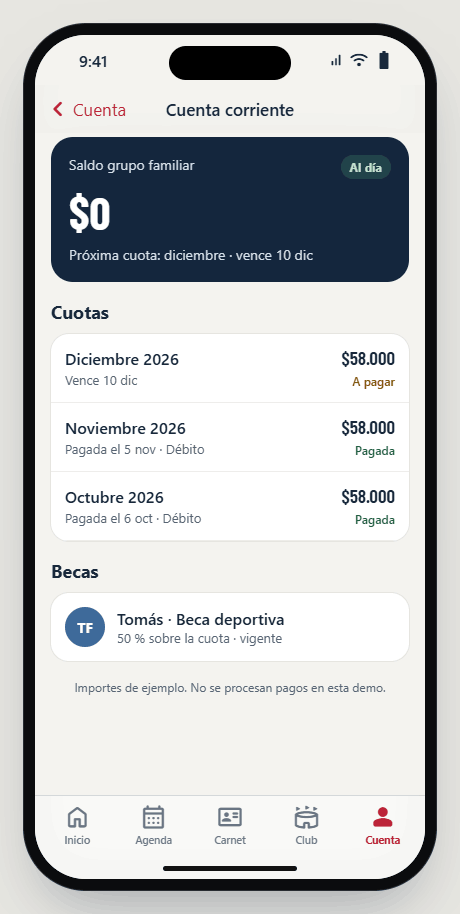 9:41
Cuenta
Cuenta corriente
Saldo grupo familiar
Al día
$0
Próxima cuota: diciembre · vence 10 dic
Cuotas
Diciembre 2026
$58.000
Vence 10 dic
A pagar
Noviembre 2026
$58.000
Pagada el 5 nov · Débito
Pagada
Octubre 2026
$58.000
Pagada el 6 oct · Débito
Pagada
Becas
TF
Tomás · Beca deportiva
50 % sobre la cuota · vigente
Importes de ejemplo. No se procesan pagos en esta demo.
Inicio
Agenda
Carnet
Club
Cuenta